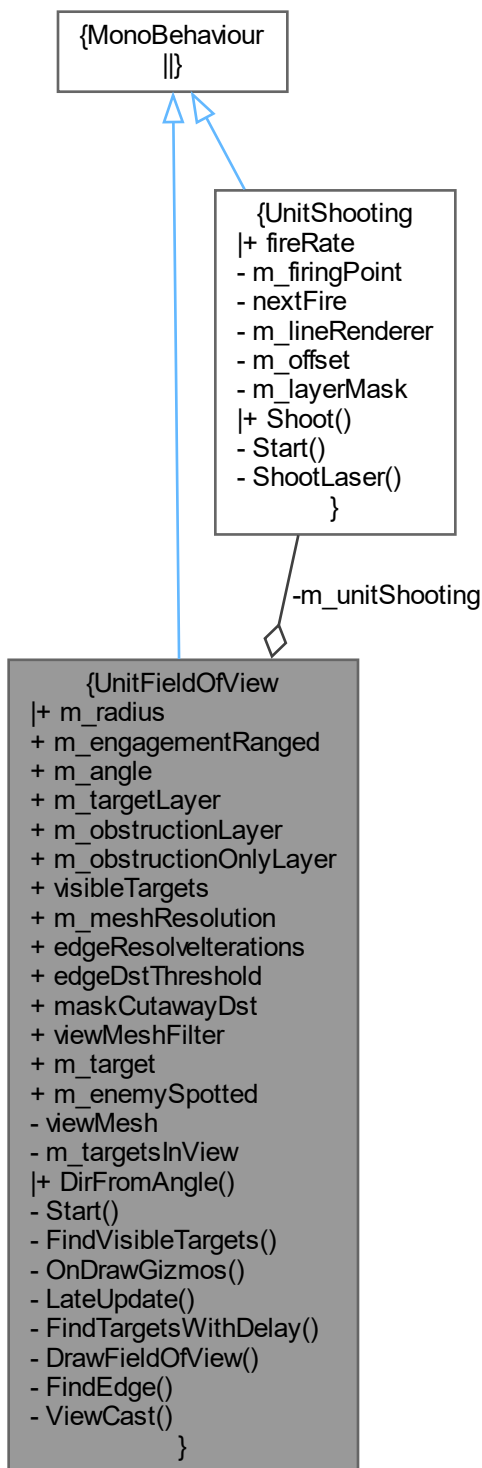 {MonoBehaviour
||}
{UnitShooting
|+ fireRate
- m_firingPoint
- nextFire
- m_lineRenderer
- m_offset
- m_layerMask
|+ Shoot()
- Start()
- ShootLaser()
}
-m_unitShooting
{UnitFieldOfView
|+ m_radius
+ m_engagementRanged
+ m_angle
+ m_targetLayer
+ m_obstructionLayer
+ m_obstructionOnlyLayer
+ visibleTargets
+ m_meshResolution
+ edgeResolveIterations
+ edgeDstThreshold
+ maskCutawayDst
+ viewMeshFilter
+ m_target
+ m_enemySpotted
- viewMesh
- m_targetsInView
|+ DirFromAngle()
- Start()
- FindVisibleTargets()
- OnDrawGizmos()
- LateUpdate()
- FindTargetsWithDelay()
- DrawFieldOfView()
- FindEdge()
- ViewCast()
}